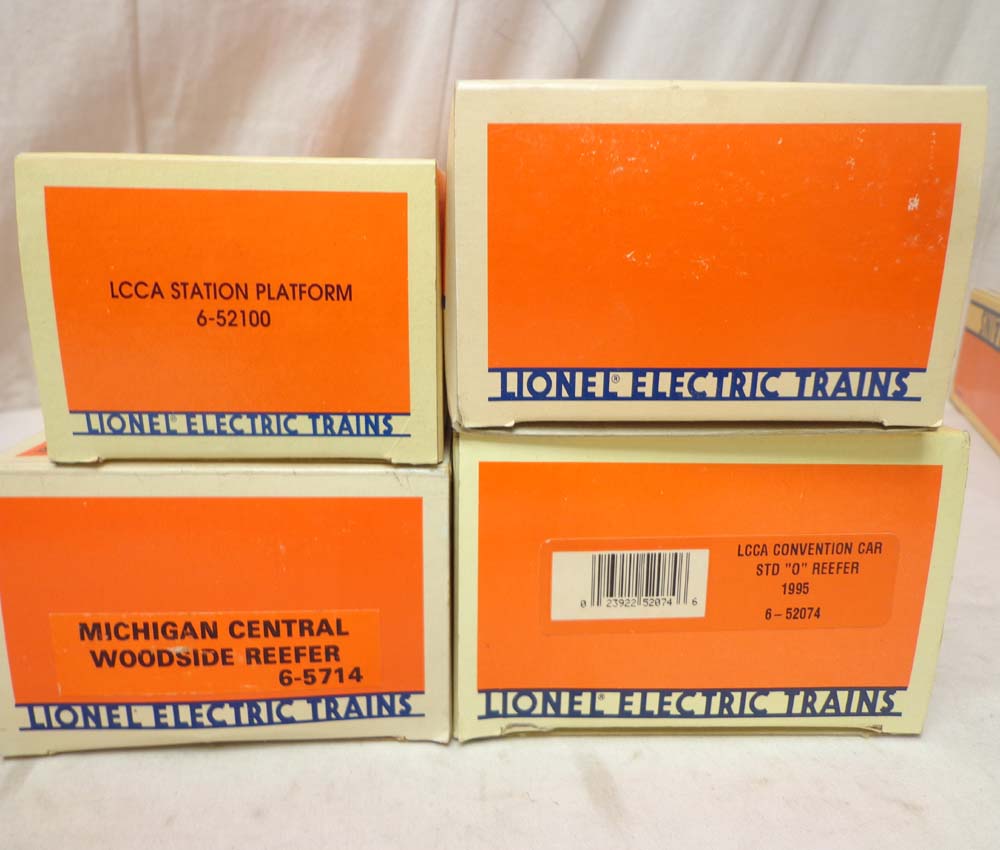 LCCA STATION PLATFORM
6-52100
LIONEL® ELECTRIC TRAINS
LIONEL® ELECTRIC TRAINS
MICHIGAN CENTRAL
WOODSIDE REEFER
6-5714
LIONEL® ELECTRIC TRAINS
LCCA CONVENTION CAR
STD "O" REEFER
1995
6-52074
0 23922 52074 6
LIONEL® ELECTRIC TRAINS